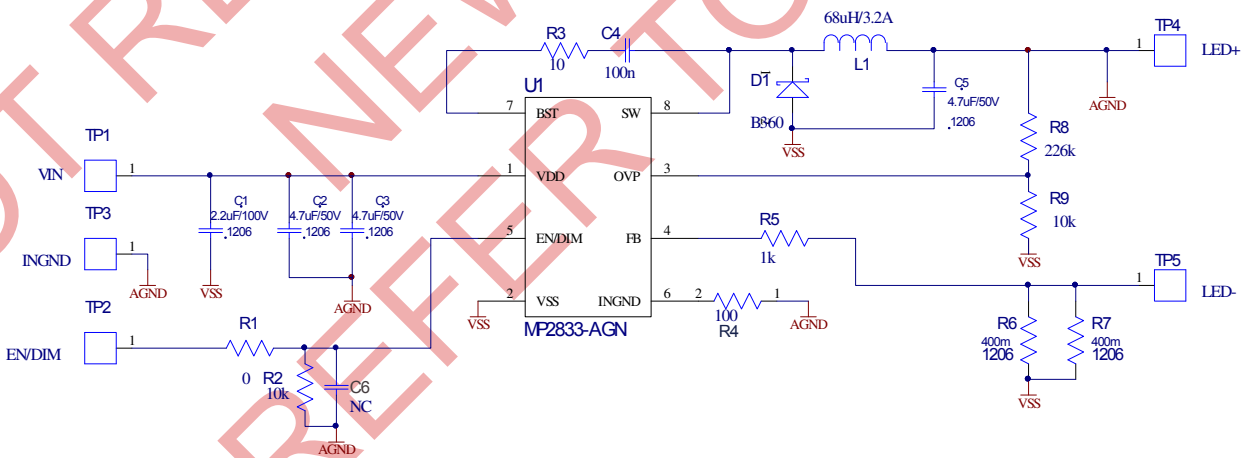 68uH/3.2A
TP4
R3
C4
1
LED+
10
100n
L1
U1
D1
C5
4.7uF/50V
.1206
AGND
7
BST
SW
8
B360
VSS
R8
226k
TP1
VIN
1
1
VDD
OVP
3
C1
2.2uF/100V
.1206
C2
4.7uF/50V
.1206
C3
4.7uF/50V
.1206
R9
10k
TP3
INGND
1
5
EN/DIM
FB
4
R5
1k
VSS
TP5
1
LED-
AGND
VSS
AGND
VSS
2
VSS
INGND
6
2
1
100
R4
AGND
MP2833-AGN
TP2
EN/DIM
1
R1
0
R2
10k
C6
NC
AGND
R6
400m
1206
R7
400m
1206
VSS